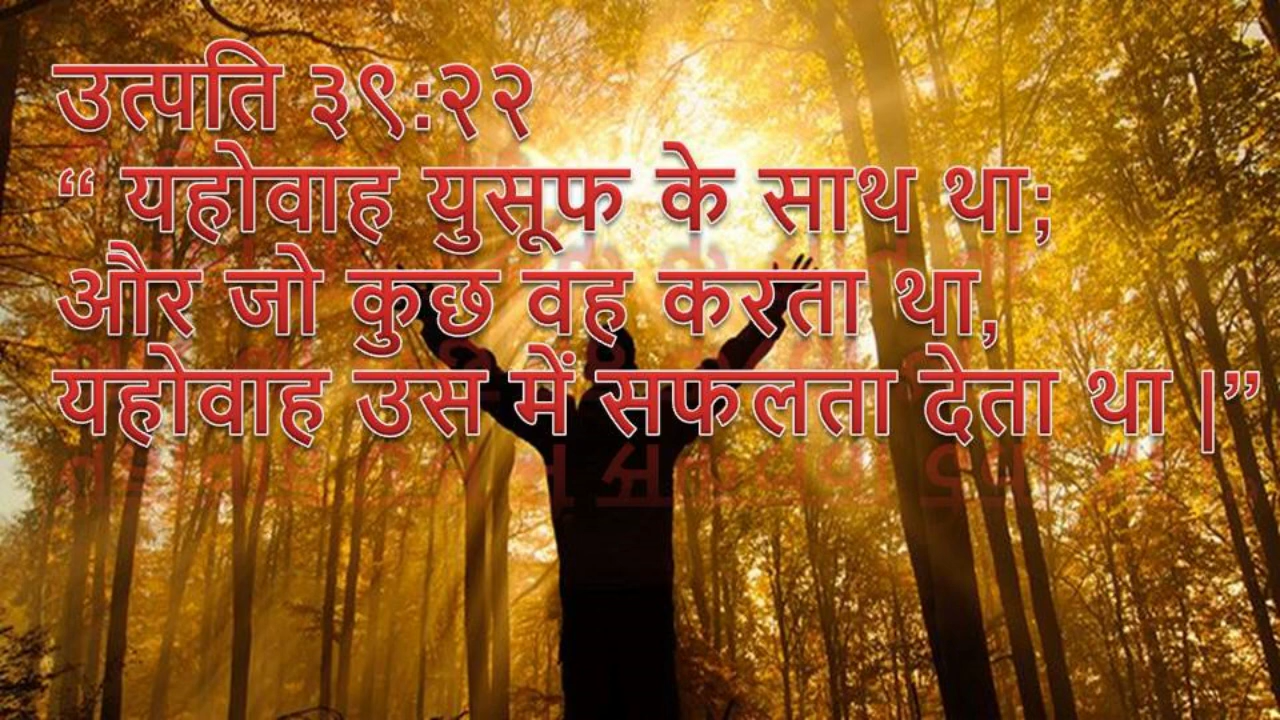 उत्पति ३९:२२
“ यहोवाह युसूफ के साथ था;
और जो कुछ वह करता था,
यहोवाह उस में सफलता देता था |”